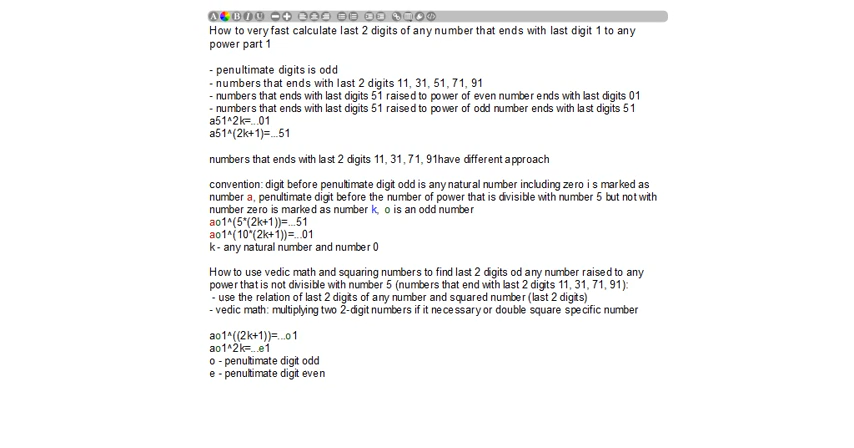 How to very fast calculate last 2 digits of any number that ends with last digit 1 to any
power part 1
- penultimate digits is odd
- numbers that ends with last 2 digits 11, 31, 51, 71, 91
- numbers that ends with last digits 51 raised to power of even number ends with last digits 01
- numbers that ends with last digits 51 raised to power of odd number ends with last digits 51
a51^2k=...01
a51^(2k+1)=...51
numbers that ends with last 2 digits 11, 31, 71, 91have different approach
convention: digit before penultimate digit odd is any natural number including zero i s marked as
number a, penultimate digit before the number of power that is divisible with number 5 but not with
number zero is marked as number k, o is an odd number
ao1^(5*(2k+1))=...51
ao1^(10*(2k+1))=...01
k - any natural number and number 0
How to use vedic math and squaring numbers to find last 2 digits od any number raised to any
power that is not divisible with number 5 (numbers that end with last 2 digits 11, 31, 71, 91):
- use the relation of last 2 digits of any number and squared number (last 2 digits)
- vedic math: multiplying two 2-digit numbers if it necessary or double square specific number
ao1^((2k+1))=...o1
ao1^2k=...e1
o - penultimate digit odd
e - penultimate digit even